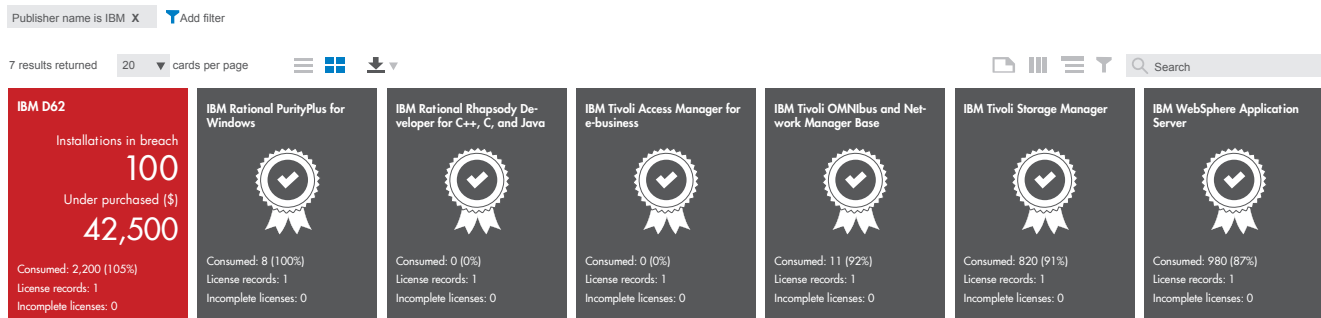 Publisher name is IBM X
Add filter
7 results returned
20
cards per page
Search
IBM D62
Installations in breach
100
Under purchased ($)
42,500
Consumed: 2,200 (105%)
License records: 1
Incomplete licenses: 0
IBM Rational PurityPlus for
Windows
Consumed: 8 (100%)
License records: 1
Incomplete licenses: 0
IBM Rational Rhapsody De-
veloper for C++, C, and Java
Consumed: 0 (0%)
License records: 1
Incomplete licenses: 0
IBM Tivoli Access Manager for
e-business
Consumed: 0 (0%)
License records: 1
Incomplete licenses: 0
IBM Tivoli OMNIbus and Net-
work Manager Base
Consumed: 11 (92%)
License records: 1
Incomplete licenses: 0
IBM Tivoli Storage Manager
Consumed: 820 (91%)
License records: 1
Incomplete licenses: 0
IBM WebSphere Application
Server
Consumed: 980 (87%)
License records: 1
Incomplete licenses: 0